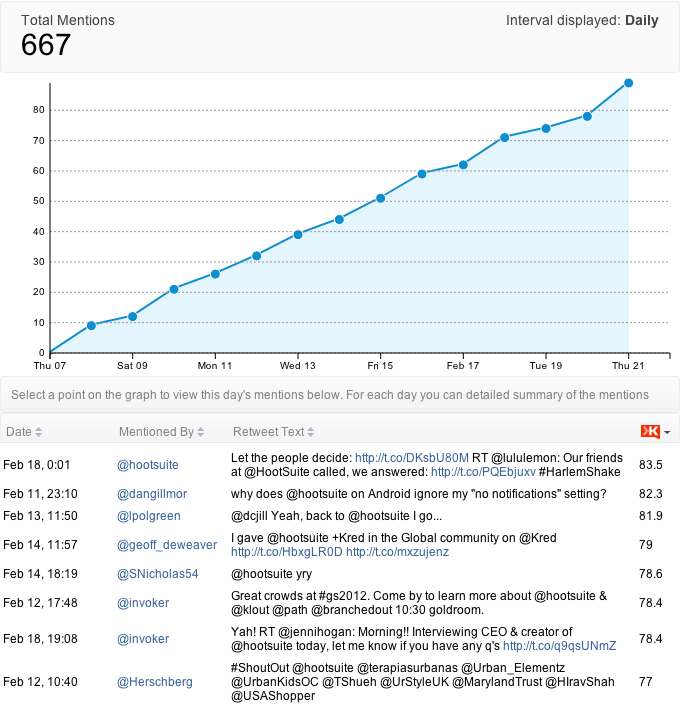 Total Mentions
Interval displayed: Daily
667
80
70
60
50
40
30
20
10
0
Thu 07 Sat 09 Mon 11 Wed 13 Fri 15 Feb 17 Tue 19 Thu 21
Select a point on the graph to view this day's mentions below. For each day you can detailed summary of the mentions
Date Mentioned By Retweet Text K
Feb 18, 0:01 @hootsuite Let the people decide: http://t.co/DKsbU80M RT @lululemon: Our friends
at @HootSuite called, we answered: http://t.co/PQEbjuxv #HarlemShake 83.5
Feb 11, 23:10 @dangillmor why does @hootsuite on Android ignore my "no notifications" setting? 82.3
Feb 13, 11:50 @lpolgreen @dcjill Yeah, back to @hootsuite I go... 81.9
Feb 14, 11:57 @geoff_deweaver I gave @hootsuite +Kred in the Global community on @Kred
http://t.co/HbxgLR0D http://t.co/mxzujenz 79
Feb 14, 18:19 @SNicholas54 @hootsuite yry 78.6
Feb 12, 17:48 @invoker Great crowds at #gs2012. Come by to learn more about @hootsuite &
@klout @path @branchedout 10:30 goldroom. 78.4
Feb 18, 19:08 @invoker Yah! RT @jennihogan: Morning!! Interviewing CEO & creator of
@hootsuite today, let me know if you have any q's http://t.co/q9qsUNmZ 78.4
Feb 12, 10:40 @Herschberg #ShoutOut @hootsuite @terapiasurbanas @Urban_Elementz
@UrbanKidsOC @TShueh @UrStyleUK @MarylandTrust @HIravShah
@USAShopper 77